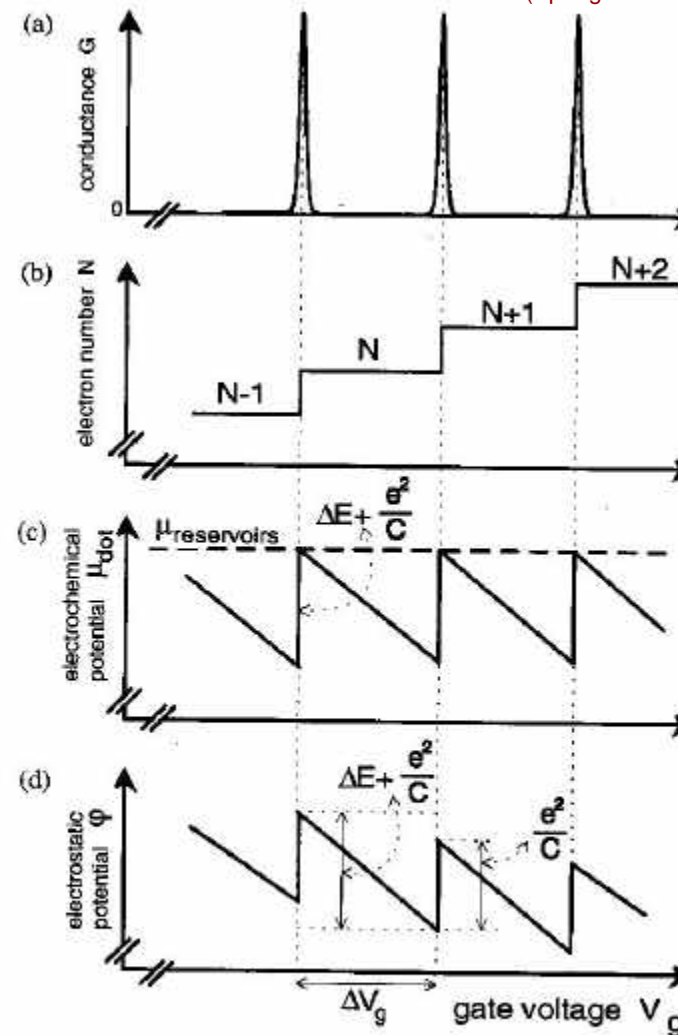 (a)
conductance G
0
(b)
electron number N
N-1
N
N+1
N+2
(c)
electrochemical
potential μdot
μreservoirs
ΔE + e²/C
(d)
electrostatic
potential φ
ΔE + e²/C
e²/C
ΔVg
gate voltage Vg